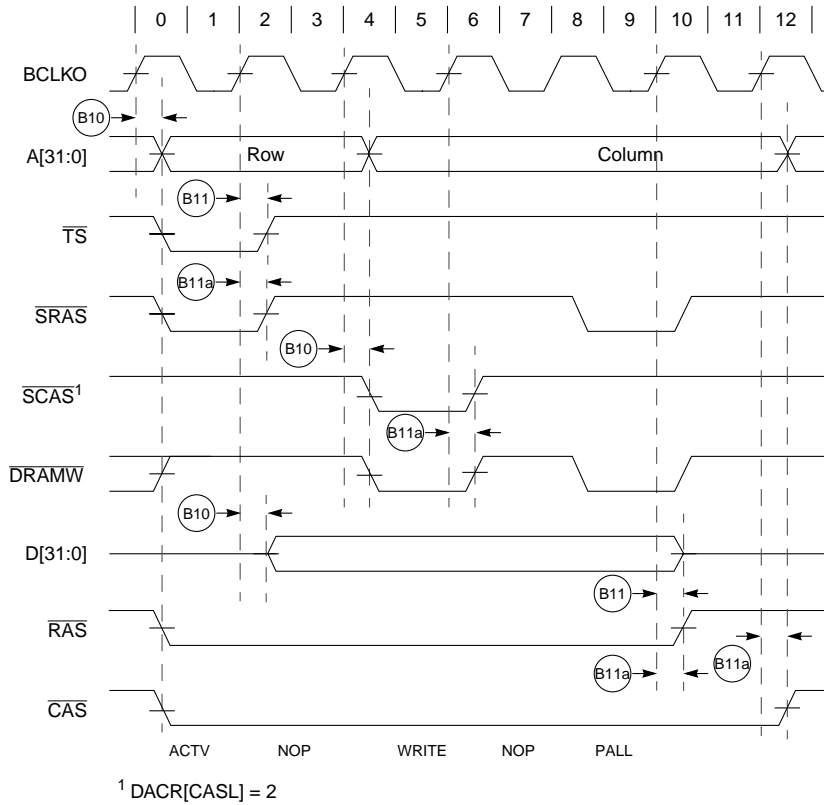 0 1 2 3 4 5 6 7 8 9 10 11 12
BCLKO
B10
A[31:0] Row Column
B11
TS
B11a
SRAS
B10
SCAS¹
B11a
DRAMW
B10
D[31:0]
B11
RAS
B11a B11a
CAS
ACTV NOP WRITE NOP PALL
¹ DACR[CASL] = 2